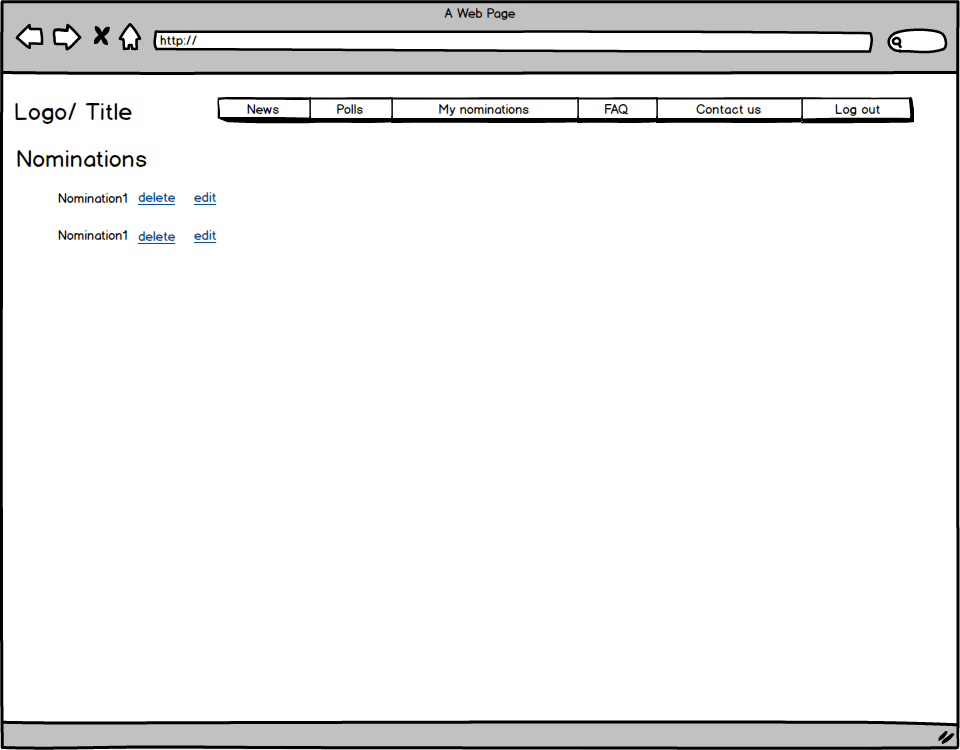 A Web Page
http://
Logo/ Title
News Polls My nominations FAQ Contact us Log out
Nominations
Nomination1 delete edit
Nomination1 delete edit